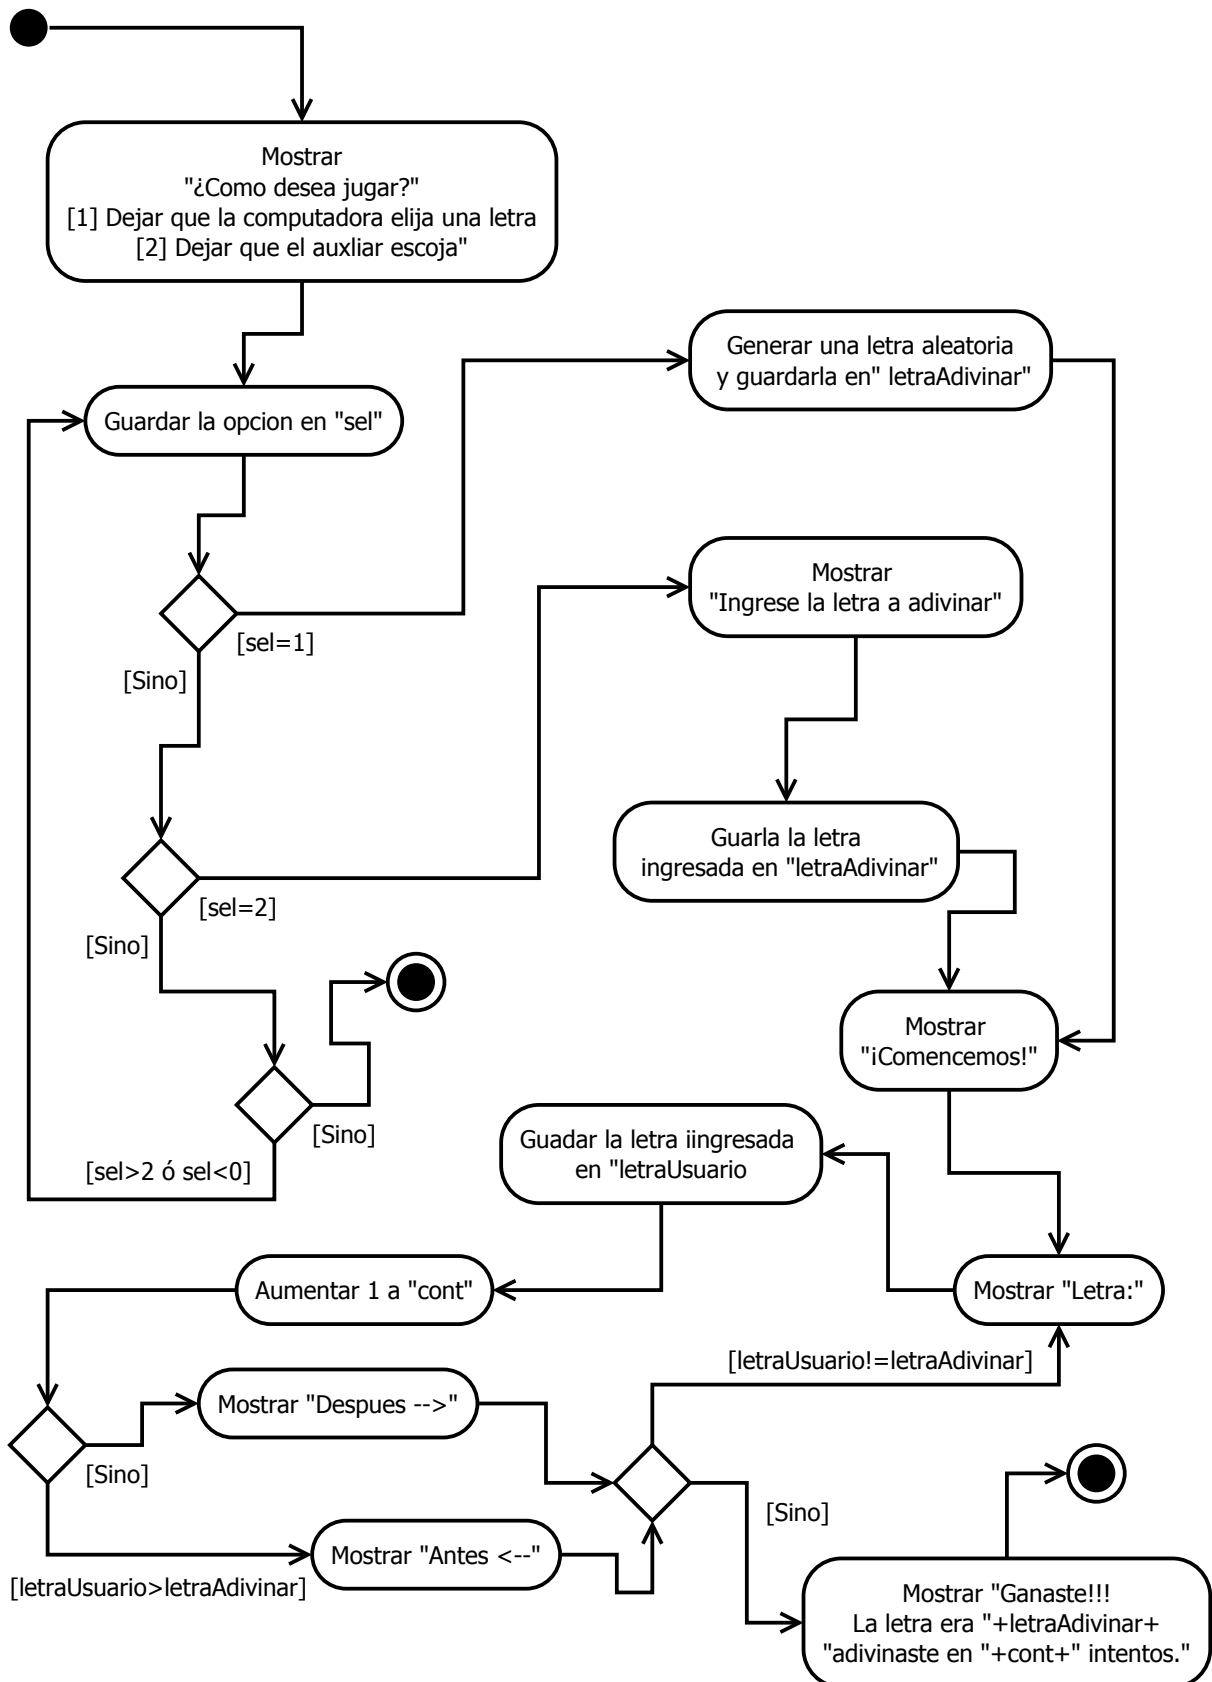 Mostrar
"¿Como desea jugar?"
[1] Dejar que la computadora elija una letra
[2] Dejar que el auxliar escoja"
Generar una letra aleatoria
y guardarla en" letraAdivinar"
Guardar la opcion en "sel"
Mostrar
"Ingrese la letra a adivinar"
[sel=1]
[Sino]
Guarla la letra
ingresada en "letraAdivinar"
[sel=2]
[Sino]
Mostrar
"¡Comencemos!"
[Sino]
[sel>2 ó sel<0]
Guadar la letra iingresada
en "letraUsuario
Aumentar 1 a "cont"
Mostrar "Letra:"
[letraUsuario!=letraAdivinar]
Mostrar "Despues -->"
[Sino]
[Sino]
Mostrar "Antes <--"
[letraUsuario>letraAdivinar]
Mostrar "Ganaste!!!
La letra era "+letraAdivinar+
"adivinaste en "+cont+" intentos."